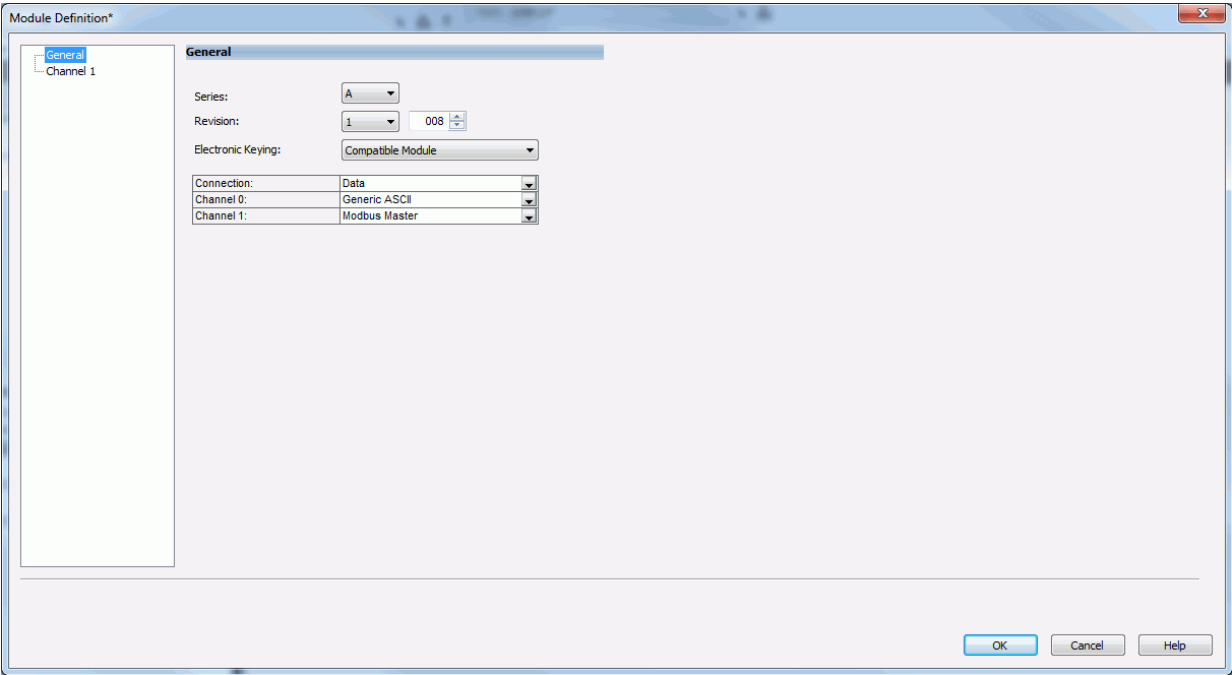 Module Definition*
General
Channel 1
General
Series: A
Revision: 1 008
Electronic Keying: Compatible Module
Connection: Data
Channel 0: Generic ASCII
Channel 1: Modbus Master
OK Cancel Help